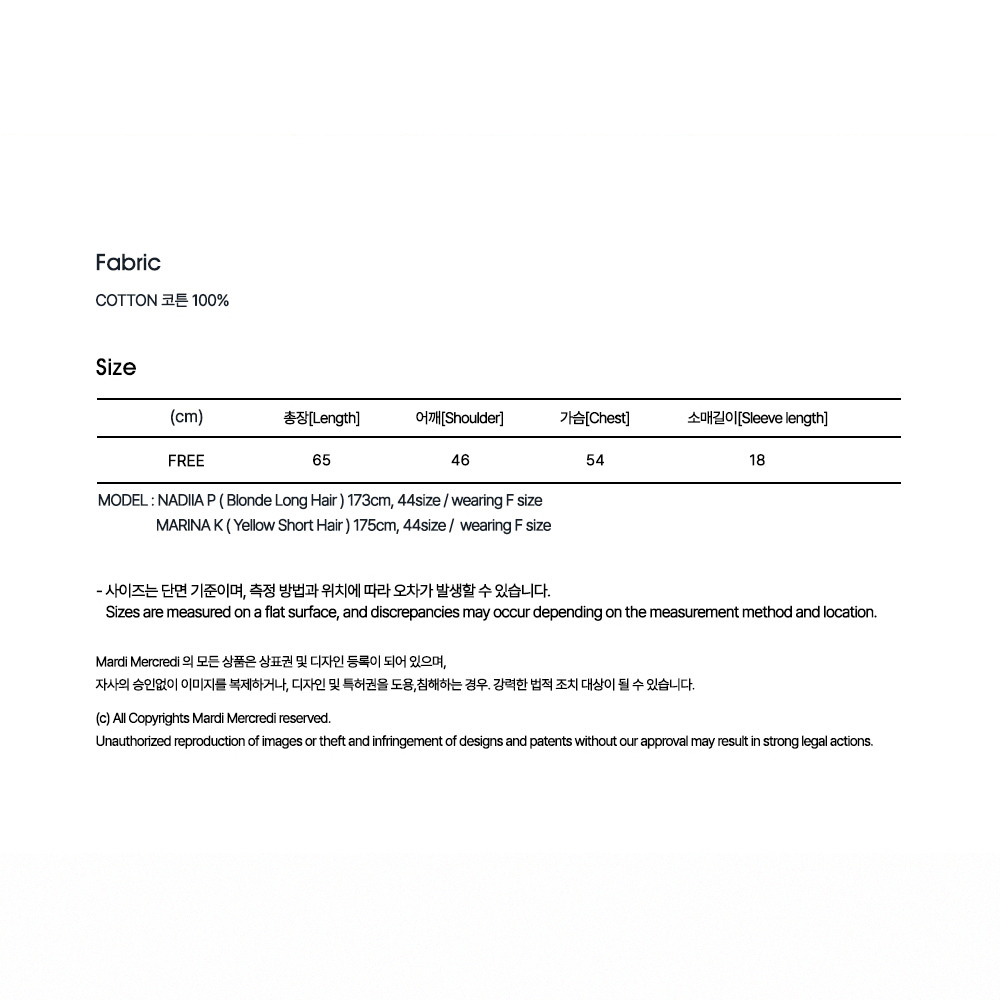 Fabric
COTTON 코튼 100%
Size
(cm) 총장[Length] 어깨[Shoulder] 가슴[Chest] 소매길이[Sleeve length]
FREE 65 46 54 18
MODEL : NADIIA P ( Blonde Long Hair ) 173cm, 44size / wearing F size
MARINA K ( Yellow Short Hair ) 175cm, 44size / wearing F size
- 사이즈는 단면 기준이며, 측정 방법과 위치에 따라 오차가 발생할 수 있습니다.
Sizes are measured on a flat surface, and discrepancies may occur depending on the measurement method and location.
Mardi Mercredi 의 모든 상품은 상표권 및 디자인 등록이 되어 있으며,
자사의 승인없이 이미지를 복제하거나, 디자인 및 특허권을 도용,침해하는 경우. 강력한 법적 조치 대상이 될 수 있습니다.
(c) All Copyrights Mardi Mercredi reserved.
Unauthorized reproduction of images or theft and infringement of designs and patents without our approval may result in strong legal actions.